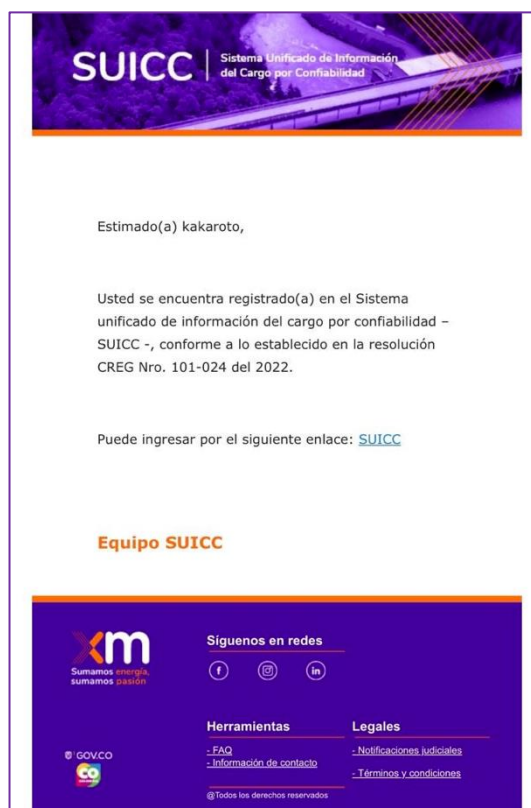 SUICC
Sistema Unificado de Información
del Cargo por Confiabilidad
Estimado(a) kakaroto,
Usted se encuentra registrado(a) en el Sistema
unificado de información del cargo por confiabilidad –
SUICC -, conforme a lo establecido en la resolución
CREG Nro. 101-024 del 2022.
Puede ingresar por el siguiente enlace: SUICC
Equipo SUICC
xm
Sumamos energía,
sumamos pasión
Síguenos en redes
f
in
GOV.CO
CO
Herramientas
- FAQ
- Información de contacto
Legales
- Notificaciones judiciales
- Términos y condiciones
@Todos los derechos reservados